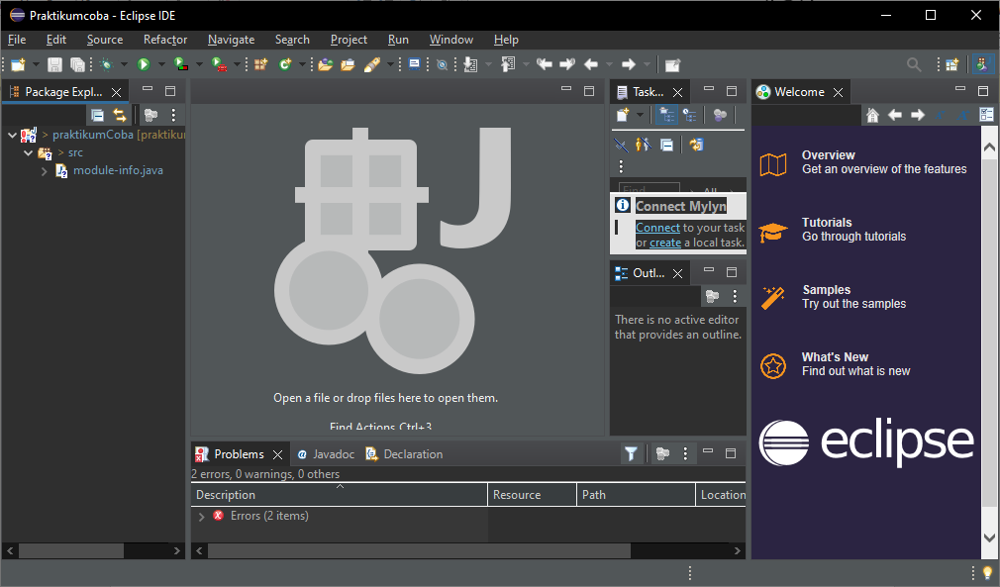 Praktikumcoba - Eclipse IDE
File Edit Source Refactor Navigate Search Project Run Window Help
Package Expl...
> praktikumCoba [praktikum
> src
module-info.java
J
Open a file or drop files here to open them.
Find Actions Ctrl+3
Problems Javadoc Declaration
2 errors, 0 warnings, 0 others
Description Resource Path Location
Errors (2 items)
Task...
Find All
Connect Mylyn
Connect to your task
or create a local task.
Outl...
There is no active editor
that provides an outline.
Welcome
Overview
Get an overview of the features
Tutorials
Go through tutorials
Samples
Try out the samples
What's New
Find out what is new
eclipse